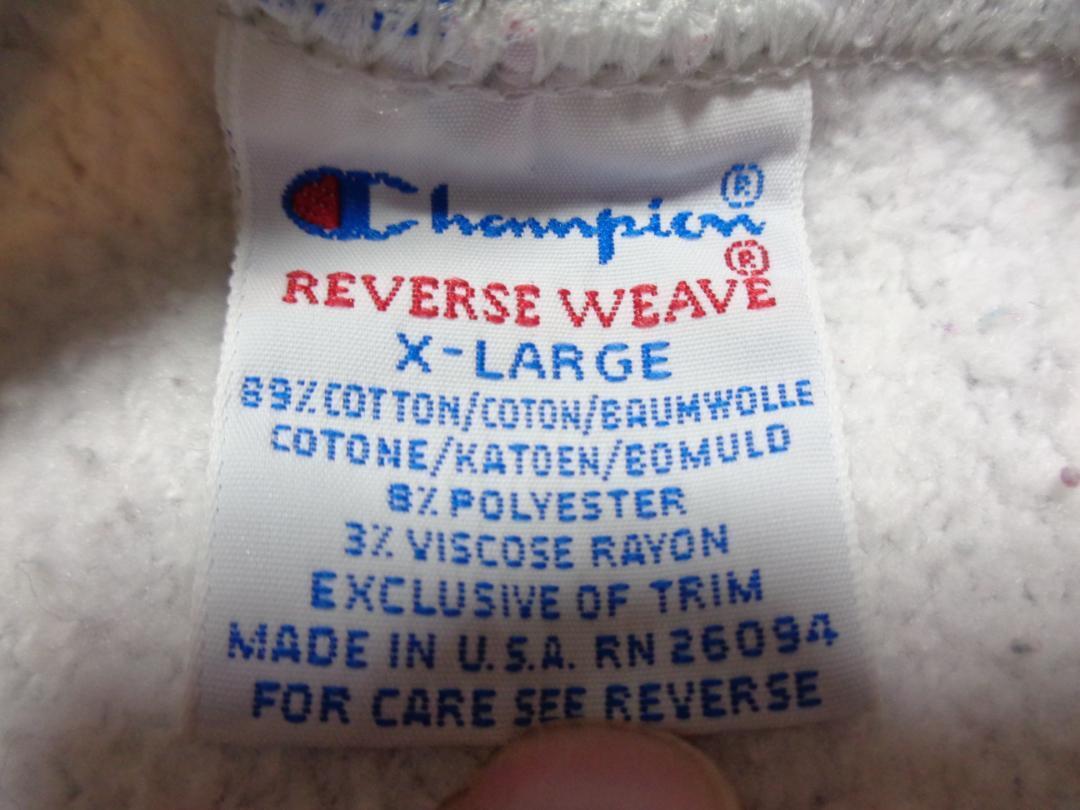 Champion®
REVERSE WEAVE®
X-LARGE
89% COTTON/COTON/BAUMWOLLE
COTONE/KATOEN/BOMULD
8% POLYESTER
3% VISCOSE RAYON
EXCLUSIVE OF TRIM
MADE IN U.S.A. RN 26094
FOR CARE SEE REVERSE